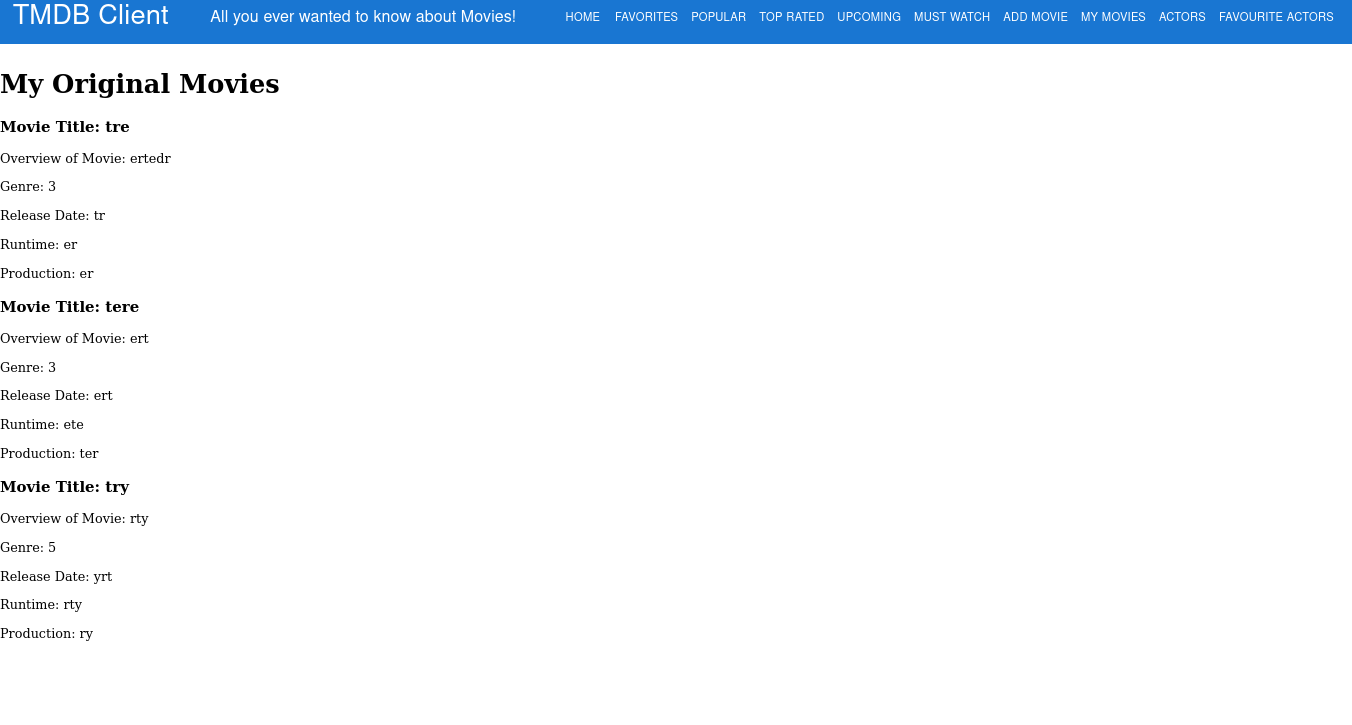 TMDB Client
All you ever wanted to know about Movies!
HOME FAVORITES POPULAR TOP RATED UPCOMING MUST WATCH ADD MOVIE MY MOVIES ACTORS FAVOURITE ACTORS
My Original Movies
Movie Title: tre
Overview of Movie: ertedr
Genre: 3
Release Date: tr
Runtime: er
Production: er
Movie Title: tere
Overview of Movie: ert
Genre: 3
Release Date: ert
Runtime: ete
Production: ter
Movie Title: try
Overview of Movie: rty
Genre: 5
Release Date: yrt
Runtime: rty
Production: ry